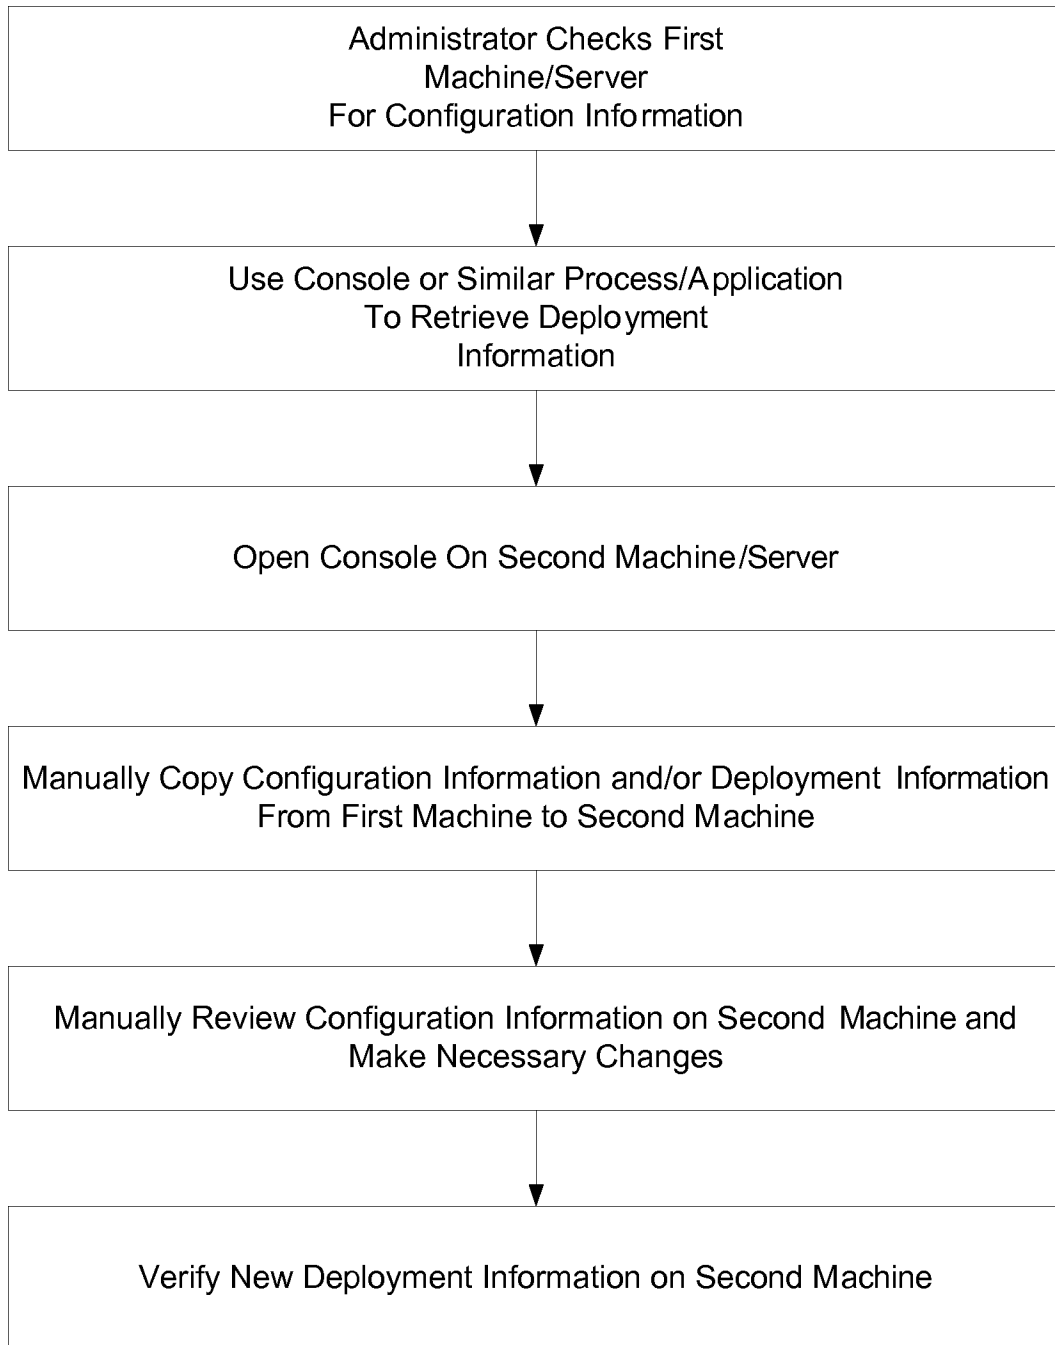 Administrator Checks First
Machine/Server
For Configuration Information
Use Console or Similar Process/Application
To Retrieve Deployment
Information
Open Console On Second Machine/Server
Manually Copy Configuration Information and/or Deployment Information
From First Machine to Second Machine
Manually Review Configuration Information on Second Machine and
Make Necessary Changes
Verify New Deployment Information on Second Machine